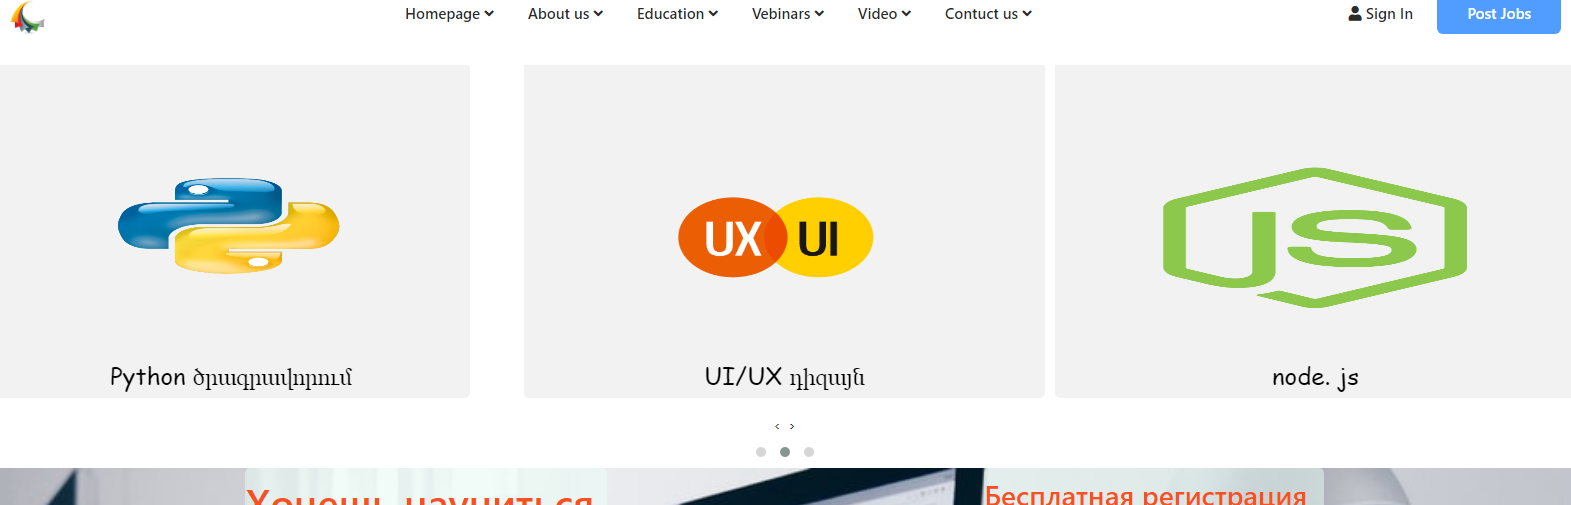 Homepage
About us
Education
Vebinars
Video
Contuct us
Sign In
Post Jobs
UX UI
JS
Python ծրագրավորում
UI/UX դիզայն
node. js
‹ ›
Хочешь научиться
Бесплатная регистрация